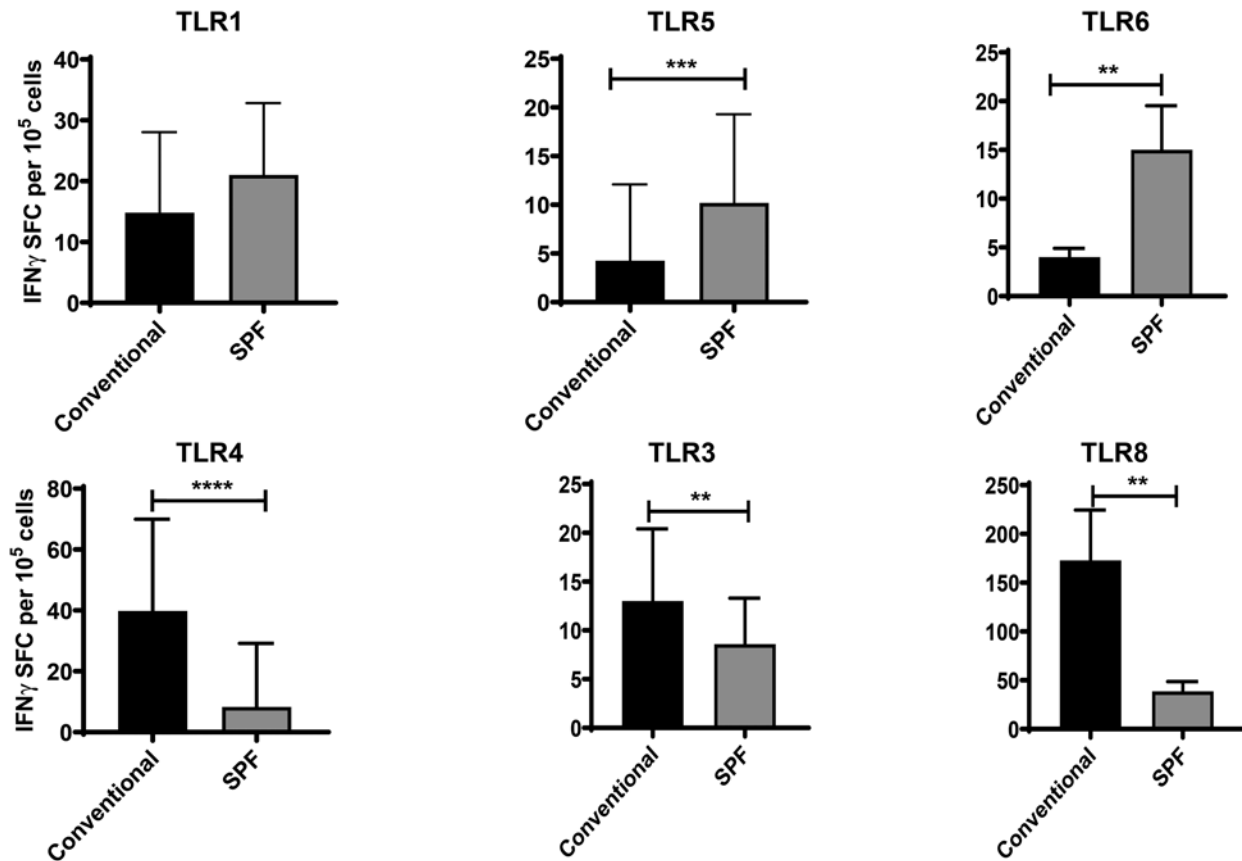 TLR1
IFNγ SFC per 10⁵ cells
40
30
20
10
0
Conventional
SPF
TLR5
25
20
15
10
5
0
***
Conventional
SPF
TLR6
25
20
15
10
5
0
**
Conventional
SPF
TLR4
IFNγ SFC per 10⁵ cells
80
60
40
20
0
****
Conventional
SPF
TLR3
25
20
15
10
5
0
**
Conventional
SPF
TLR8
250
200
150
100
50
0
**
Conventional
SPF